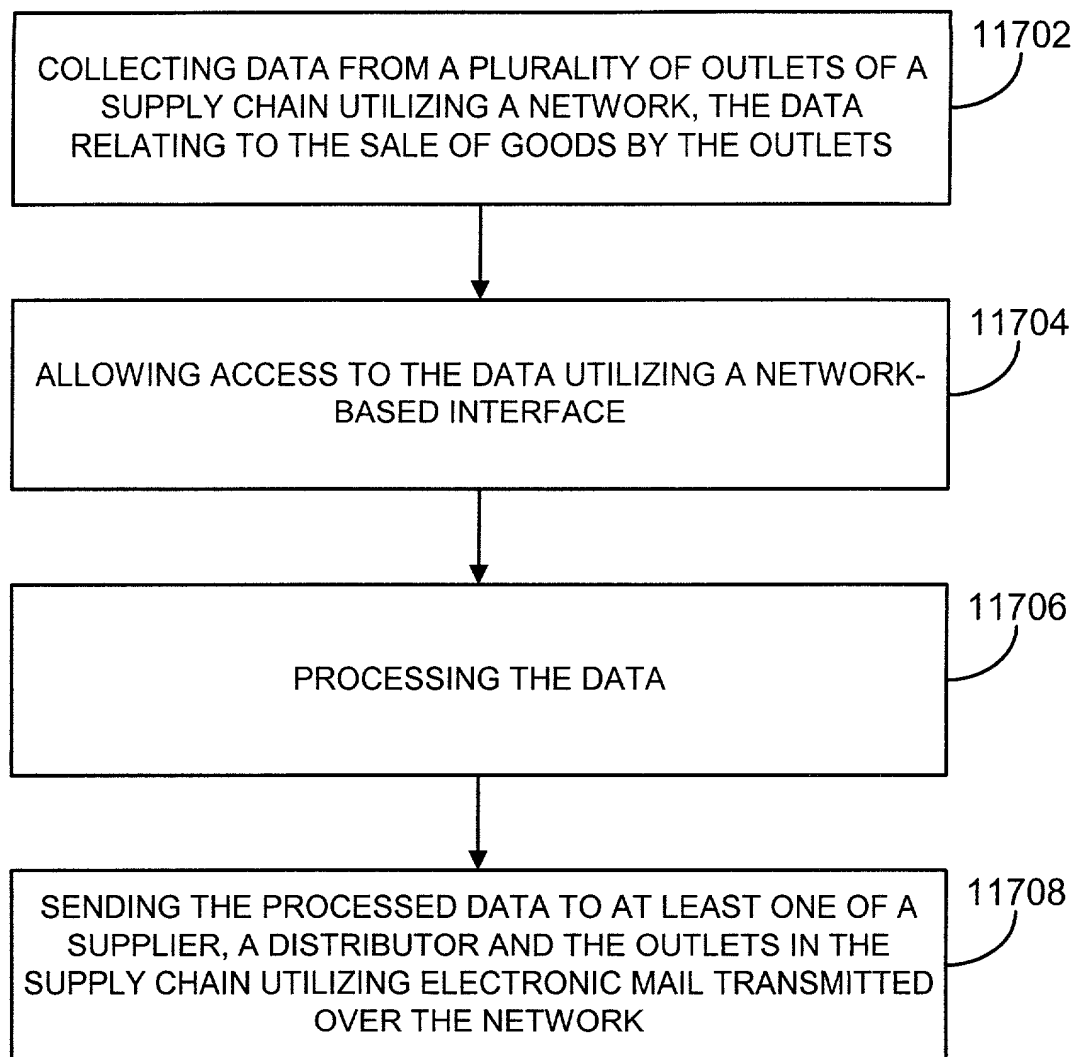 11702
COLLECTING DATA FROM A PLURALITY OF OUTLETS OF A
SUPPLY CHAIN UTILIZING A NETWORK, THE DATA
RELATING TO THE SALE OF GOODS BY THE OUTLETS
11704
ALLOWING ACCESS TO THE DATA UTILIZING A NETWORK-
BASED INTERFACE
11706
PROCESSING THE DATA
11708
SENDING THE PROCESSED DATA TO AT LEAST ONE OF A
SUPPLIER, A DISTRIBUTOR AND THE OUTLETS IN THE
SUPPLY CHAIN UTILIZING ELECTRONIC MAIL TRANSMITTED
OVER THE NETWORK